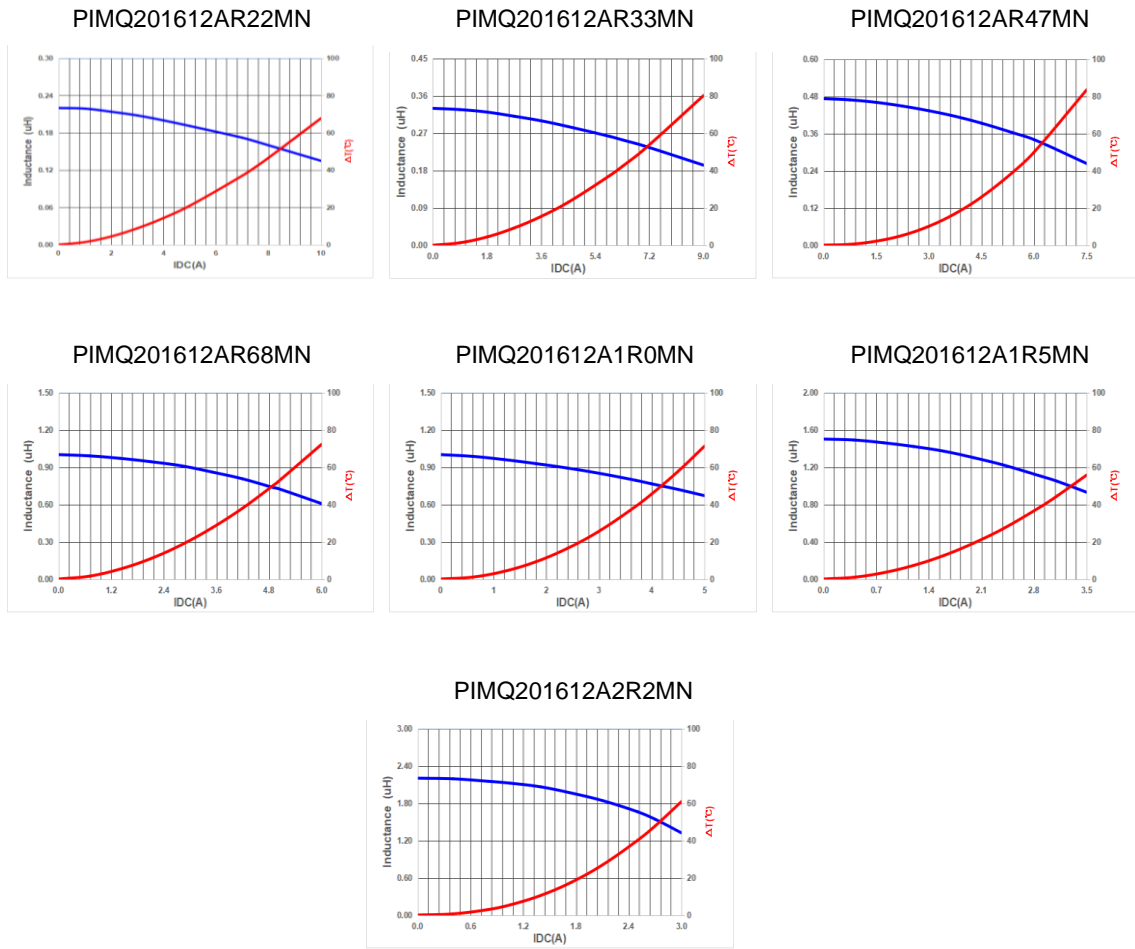 PIMQ201612AR22MN
PIMQ201612AR33MN
PIMQ201612AR47MN
0.30
0.24
0.18
0.12
0.06
0.00
Inductance (uH)
100
80
60
40
20
0
ΔT(℃)
0 2 4 6 8 10
IDC(A)
0.45
0.36
0.27
0.18
0.09
0.00
Inductance (uH)
100
80
60
40
20
0
ΔT(℃)
0.0 1.8 3.6 5.4 7.2 9.0
IDC(A)
0.60
0.48
0.36
0.24
0.12
0.00
Inductance (uH)
100
80
60
40
20
0
ΔT(℃)
0.0 1.5 3.0 4.5 6.0 7.5
IDC(A)
PIMQ201612AR68MN
PIMQ201612A1R0MN
PIMQ201612A1R5MN
1.50
1.20
0.90
0.60
0.30
0.00
Inductance (uH)
100
80
60
40
20
0
ΔT(℃)
0.0 1.2 2.4 3.6 4.8 6.0
IDC(A)
1.50
1.20
0.90
0.60
0.30
0.00
Inductance (uH)
100
80
60
40
20
0
ΔT(℃)
0 1 2 3 4 5
IDC(A)
2.00
1.60
1.20
0.80
0.40
0.00
Inductance (uH)
100
80
60
40
20
0
ΔT(℃)
0.0 0.7 1.4 2.1 2.8 3.5
IDC(A)
PIMQ201612A2R2MN
3.00
2.40
1.80
1.20
0.60
0.00
Inductance (uH)
100
80
60
40
20
0
ΔT(℃)
0.0 0.6 1.2 1.8 2.4 3.0
IDC(A)